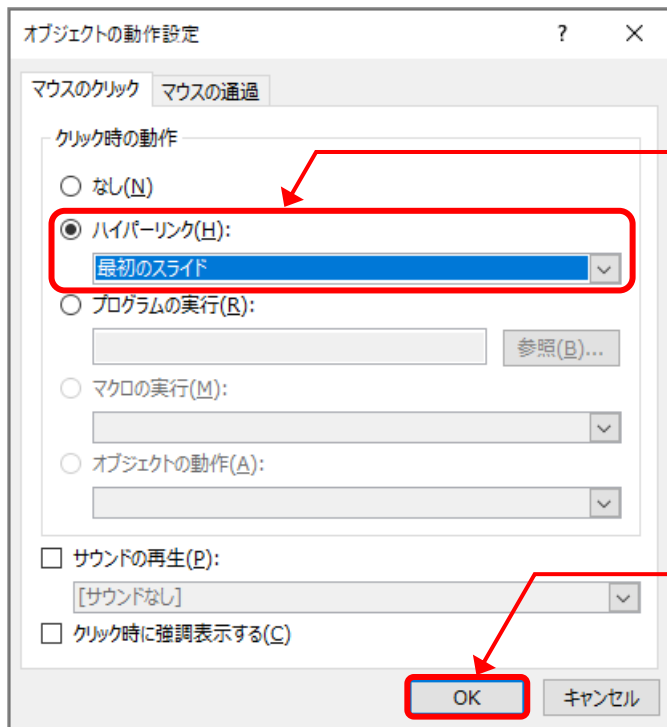 オブジェクトの動作設定 ? ×
マウスのクリック マウスの通過
クリック時の動作
なし(N)
ハイパーリンク(H):
最初のスライド
プログラムの実行(R):
参照(B)...
マクロの実行(M):
オブジェクトの動作(A):
サウンドの再生(P):
[サウンドなし]
クリック時に強調表示する(C)
OK キャンセル